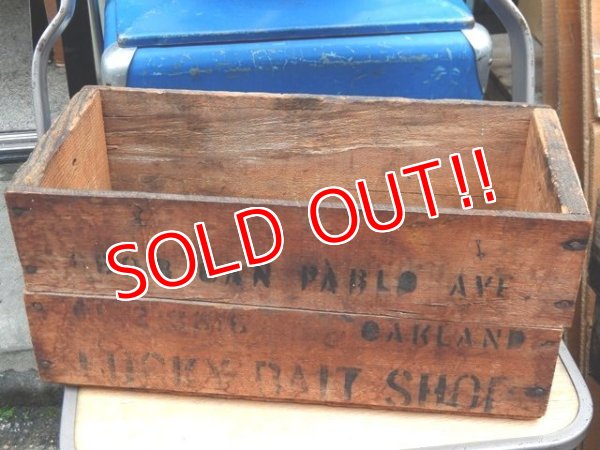 SOLD OUT!!
SAN PABLO AVE.
OAKLAND
LUCKY BAIT SHOP